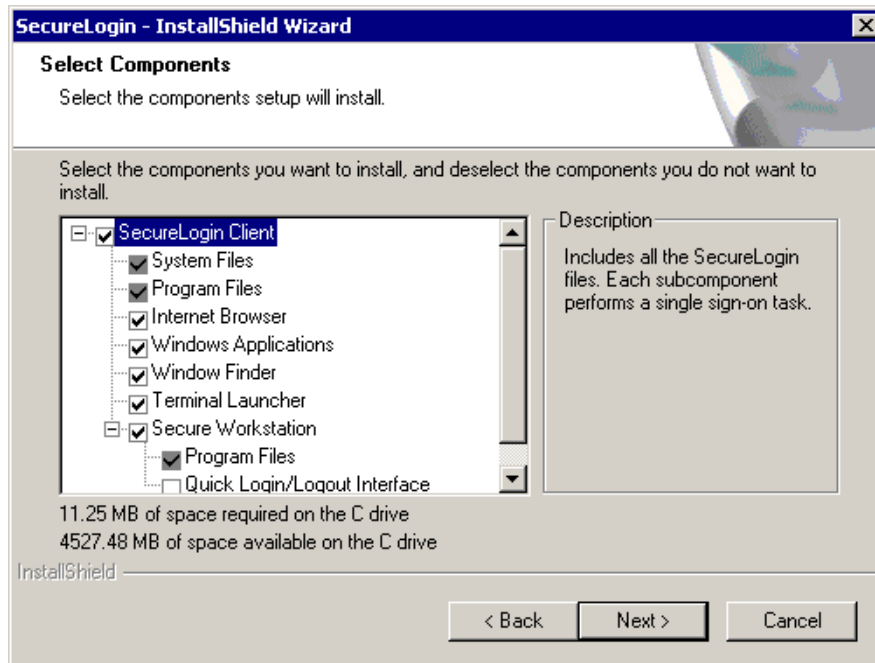 SecureLogin - InstallShield Wizard
Select Components
Select the components setup will install.
Select the components you want to install, and deselect the components you do not want to
install.
SecureLogin Client
System Files
Program Files
Internet Browser
Windows Applications
Window Finder
Terminal Launcher
Secure Workstation
Program Files
Quick Login/Logout Interface
Description
Includes all the SecureLogin
files. Each subcomponent
performs a single sign-on task.
11.25 MB of space required on the C drive
4527.48 MB of space available on the C drive
InstallShield
< Back
Next >
Cancel